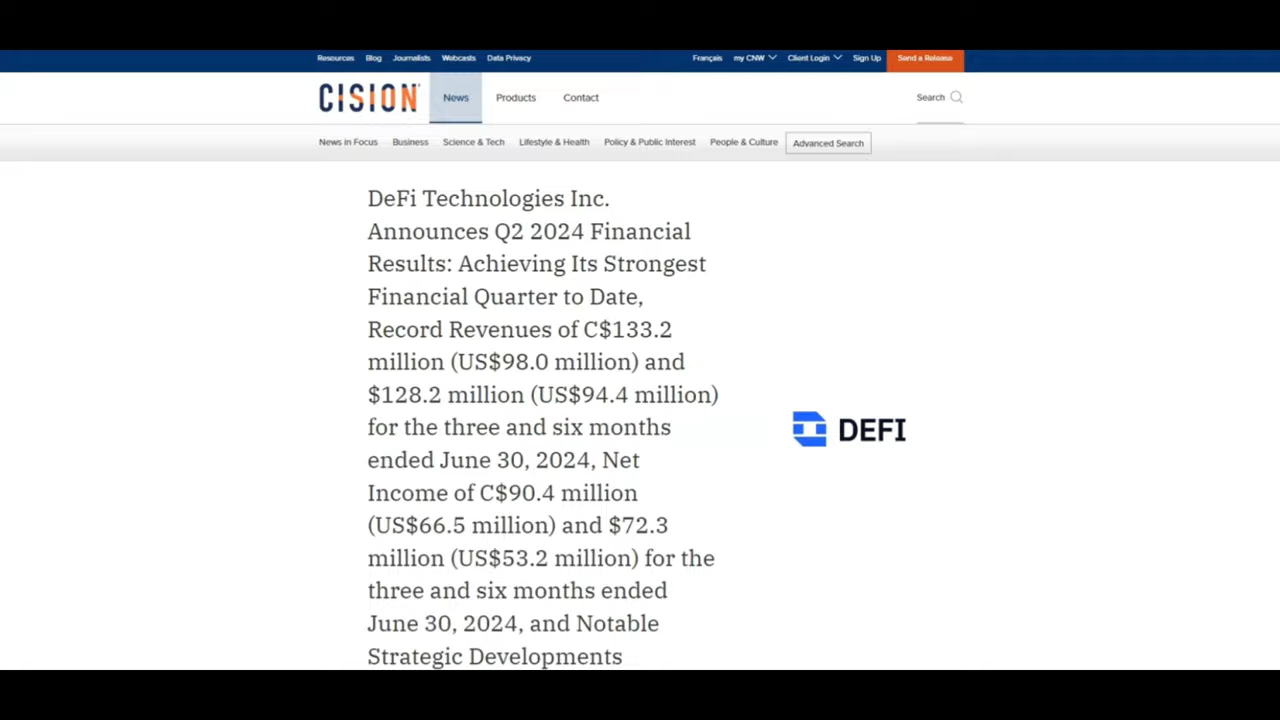 Resources Blog Journalists Webcasts Data Privacy Français my CNW Client Login Sign Up Send a Release
CISION News Products Contact Search
News in Focus Business Science & Tech Lifestyle & Health Policy & Public Interest People & Culture Advanced Search
DeFi Technologies Inc.
Announces Q2 2024 Financial
Results: Achieving Its Strongest
Financial Quarter to Date,
Record Revenues of C$133.2
million (US$98.0 million) and
$128.2 million (US$94.4 million)
for the three and six months
ended June 30, 2024, Net
Income of C$90.4 million
(US$66.5 million) and $72.3
million (US$53.2 million) for the
three and six months ended
June 30, 2024, and Notable
Strategic Developments
DEFI